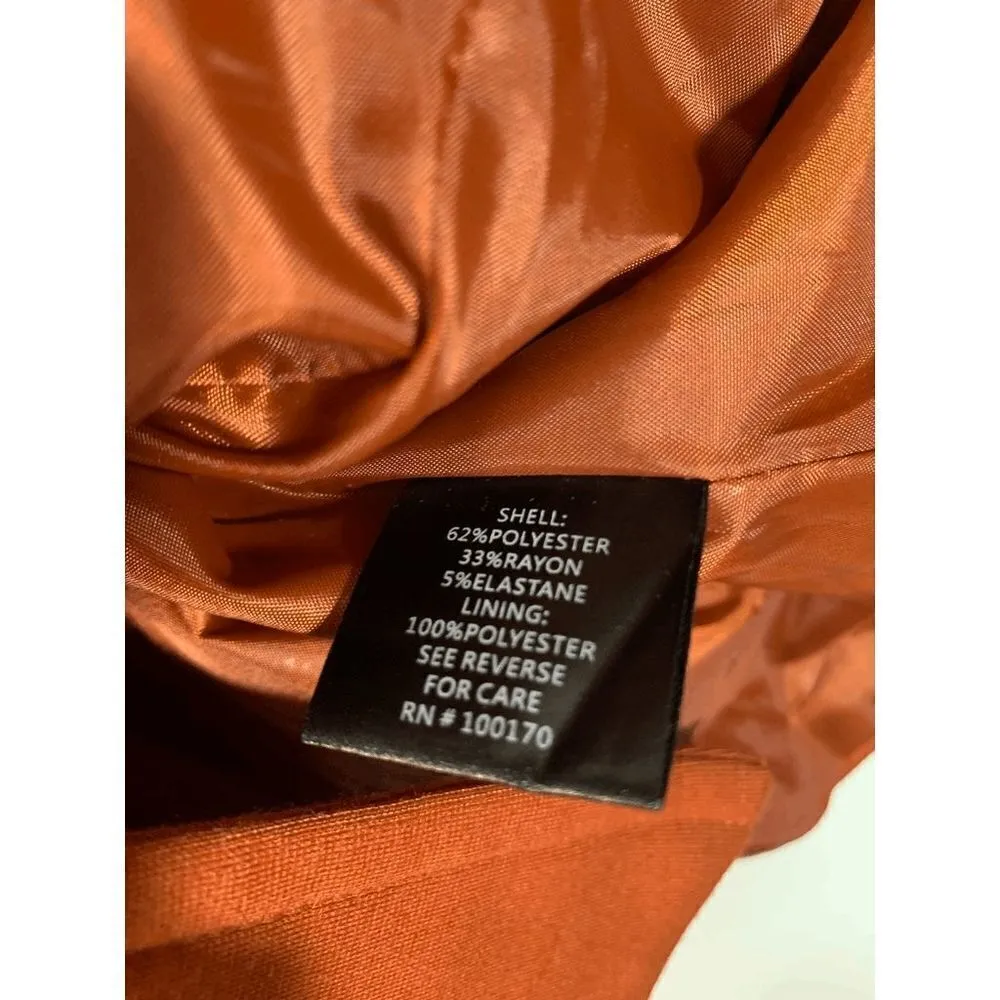 SHELL:
62%POLYESTER
33%RAYON
5%ELASTANE
LINING:
100%POLYESTER
SEE REVERSE
FOR CARE
RN # 100170